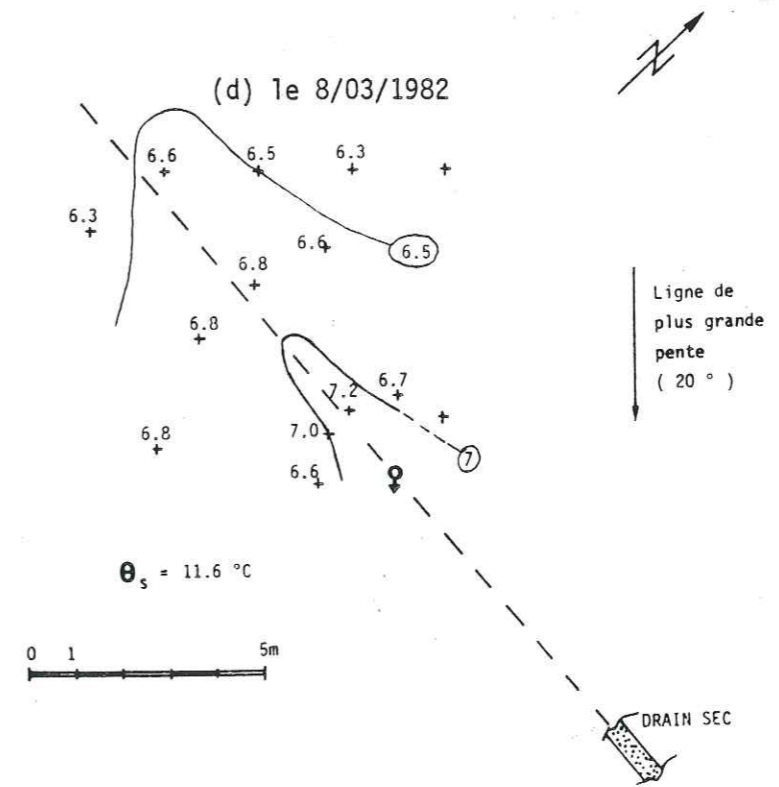 (d) le 8/03/1982
6.6
6.5
6.3
6.3
6.6
6.5
6.8
6.8
Ligne de
plus grande
pente
( 20 ° )
7.2
6.7
7.0
6.8
7
6.6
θs = 11.6 °C
0 1 5m
DRAIN SEC